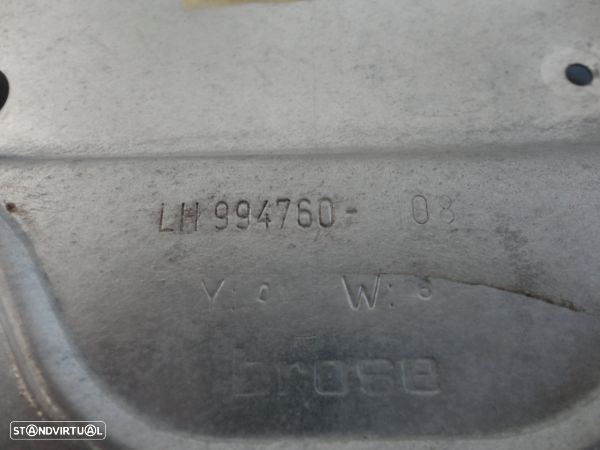 LH 994760- 08
Y: W:
brose
STANDVIRTUAL